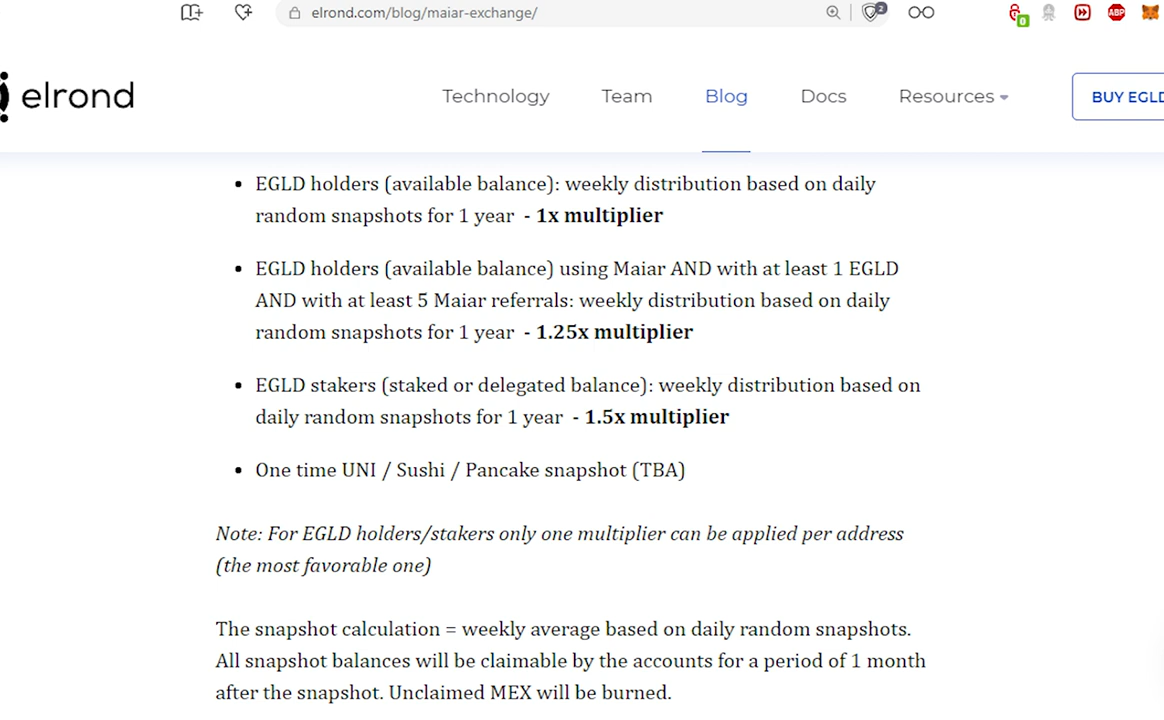 elrond.com/blog/maiar-exchange/
2
0
ABP
elrond
Technology
Team
Blog
Docs
Resources
BUY EGLD
• EGLD holders (available balance): weekly distribution based on daily
random snapshots for 1 year - 1x multiplier
• EGLD holders (available balance) using Maiar AND with at least 1 EGLD
AND with at least 5 Maiar referrals: weekly distribution based on daily
random snapshots for 1 year - 1.25x multiplier
• EGLD stakers (staked or delegated balance): weekly distribution based on
daily random snapshots for 1 year - 1.5x multiplier
• One time UNI / Sushi / Pancake snapshot (TBA)
Note: For EGLD holders/stakers only one multiplier can be applied per address
(the most favorable one)
The snapshot calculation = weekly average based on daily random snapshots.
All snapshot balances will be claimable by the accounts for a period of 1 month
after the snapshot. Unclaimed MEX will be burned.